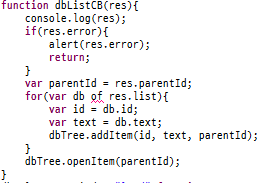 function dbListCB(res){
    console.log(res);
    if(res.error){
        alert(res.error);
        return;
    }
    var parentId = res.parentId;
    for(var db of res.list){
        var id = db.id;
        var text = db.text;
        dbTree.addItem(id, text, parentId);
    }
    dbTree.openItem(parentId);
}